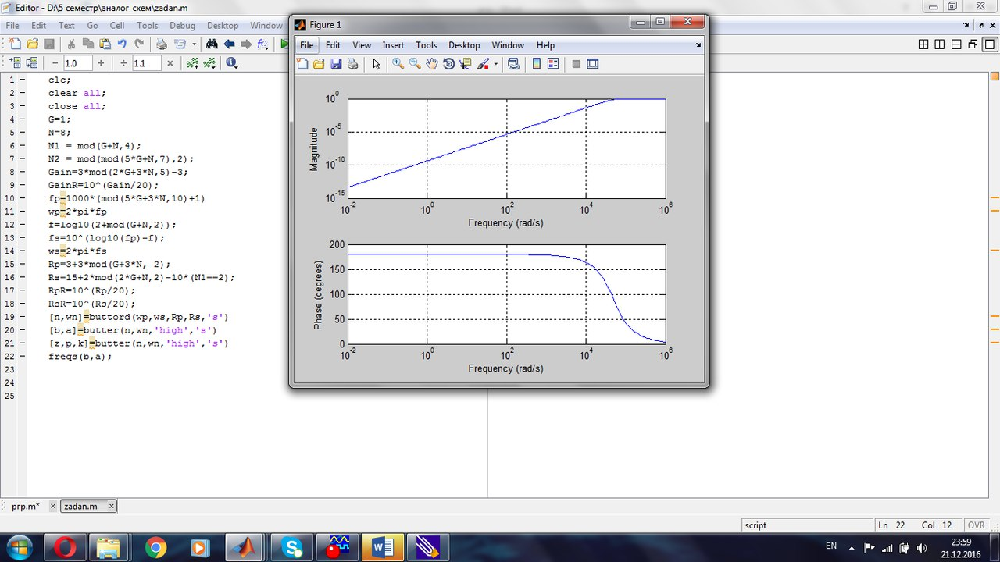 Editor - D:\5 семестр\аналог_схем\zadan.m
File Edit Text Go Debug Desktop Window
1.0
1.1
1 clc;
2 clear all;
3 close all;
4 G=1;
5 N=8;
6 N1 = mod(G+N,4);
7 N2 = mod(mod(5*G+N,7),2);
8 Gain=3*mod(2*G+3*N,5)-3;
9 GainR=10^(Gain/20);
10 fp=1000*(mod(5*G+3*N,10)+1)
11 wp=2*pi*fp
12 f=log10(2+mod(G+N,2));
13 fs=10^(log10(fp)-f);
14 ws=2*pi*fs
15 Rp=3+3*mod(G+3*N, 2);
16 Rs=15+2*mod(2*G+N,2)-10*(N1==2);
17 RpR=10^(Rp/20);
18 RsR=10^(Rs/20);
19 [n,wn]=buttord(wp,ws,Rp,Rs,'s')
20 [b,a]=butter(n,wn,'high','s')
21 [z,p,k]=butter(n,wn,'high','s')
22 freqs(b,a);
23
24
25
Figure 1
File Edit View Insert Tools Desktop Window Help
10^0
10^-5
10^-10
10^-15
Magnitude
10^-2 10^0 10^2 10^4 10^6
Frequency (rad/s)
200
150
100
50
0
Phase (degrees)
10^-2 10^0 10^2 10^4 10^6
Frequency (rad/s)
prp.m* zadan.m
script Ln 22 Col 12 OVR
EN
23:59
21.12.2016